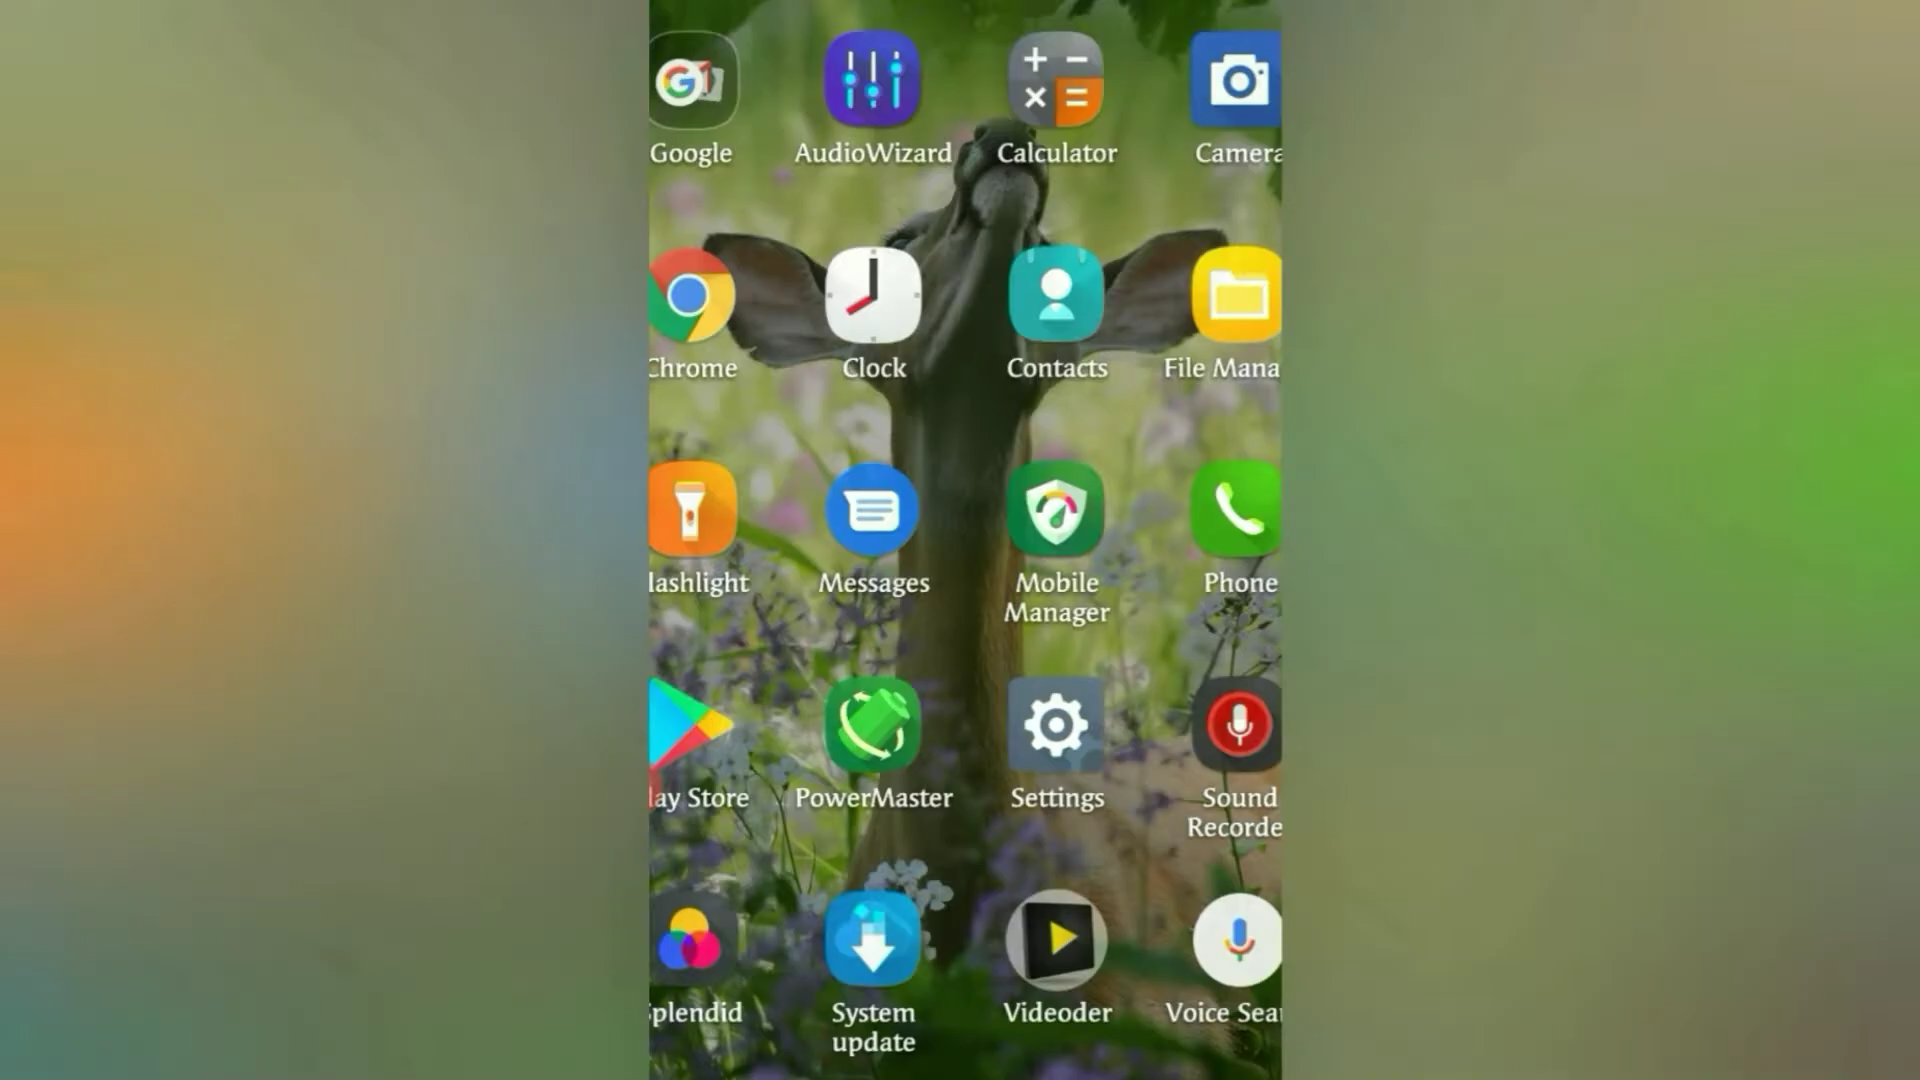 Google AudioWizard Calculator Camera
Chrome Clock Contacts File Mana
lashlight Messages Mobile Manager Phone
lay Store PowerMaster Settings Sound Recorde
plendid System update Videoder Voice Sea